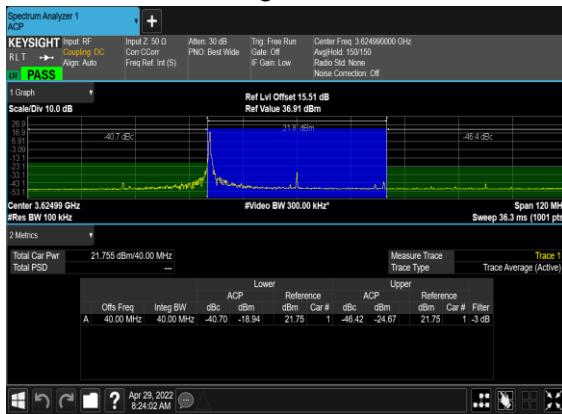 Spectrum Analyzer 1
ACP
KEYSIGHT Input: RF Input Z: 50 Ω Atten: 30 dB Trig: Free Run Center Freq: 3.624990000 GHz
RLT Coupling: DC Corr CCorr PNO: Best Wide Gate: Off Avg|Hold: 150/150
Align: Auto Freq Ref: Int (S) IF Gain: Low Radio Std: None
PASS Noise Correction: Off
1 Graph Ref Lvl Offset 15.51 dB
Scale/Div 10.0 dB Ref Value 36.91 dBm
26.9
16.9
6.91
-3.09
-13.1
-23.1
-33.1
-43.1
-53.1
-40.7 dBc 21.8 dBm -46.4 dBc
Center 3.62499 GHz #Video BW 300.00 kHz* Span 120 MHz
#Res BW 100 kHz Sweep 36.3 ms (1001 pts
2 Metrics
Total Car Pwr 21.755 dBm/40.00 MHz Measure Trace Trace 1
Total PSD --- Trace Type Trace Average (Active)
Lower Upper
ACP Reference ACP Reference
Offs Freq Integ BW dBc dBm dBm Car # dBc dBm dBm Car # Filter
A 40.00 MHz 40.00 MHz -40.70 -18.94 21.75 1 -46.42 -24.67 21.75 1 -3 dB
Apr 29, 2022
8:24:02 AM